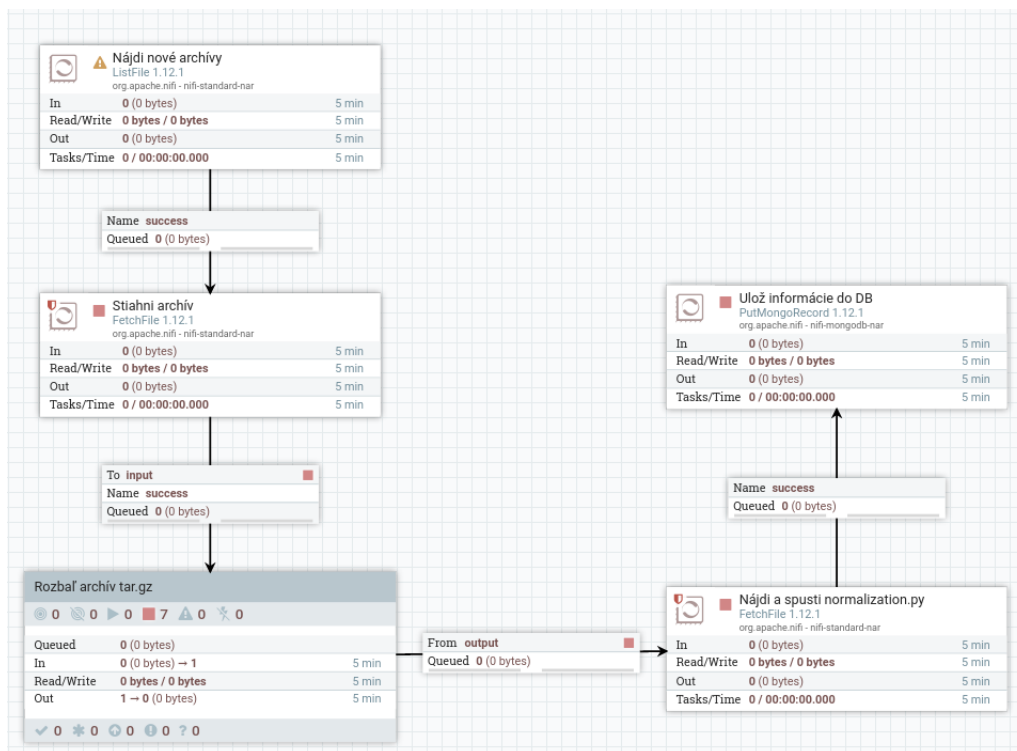 Nájdi nové archívy
ListFile 1.12.1
org.apache.nifi - nifi-standard-nar
In 0 (0 bytes) 5 min
Read/Write 0 bytes / 0 bytes 5 min
Out 0 (0 bytes) 5 min
Tasks/Time 0 / 00:00:00.000 5 min
Name success
Queued 0 (0 bytes)
Stiahni archív
FetchFile 1.12.1
org.apache.nifi - nifi-standard-nar
In 0 (0 bytes) 5 min
Read/Write 0 bytes / 0 bytes 5 min
Out 0 (0 bytes) 5 min
Tasks/Time 0 / 00:00:00.000 5 min
To input
Name success
Queued 0 (0 bytes)
Rozbaľ archív tar.gz
0 0 0 7 0 0
Queued 0 (0 bytes)
In 0 (0 bytes) → 1 5 min
Read/Write 0 bytes / 0 bytes 5 min
Out 1 → 0 (0 bytes) 5 min
0 0 0 0 ? 0
From output
Queued 0 (0 bytes)
Nájdi a spusti normalization.py
FetchFile 1.12.1
org.apache.nifi - nifi-standard-nar
In 0 (0 bytes) 5 min
Read/Write 0 bytes / 0 bytes 5 min
Out 0 (0 bytes) 5 min
Tasks/Time 0 / 00:00:00.000 5 min
Name success
Queued 0 (0 bytes)
Ulož informácie do DB
PutMongoRecord 1.12.1
org.apache.nifi - nifi-mongodb-nar
In 0 (0 bytes) 5 min
Read/Write 0 bytes / 0 bytes 5 min
Out 0 (0 bytes) 5 min
Tasks/Time 0 / 00:00:00.000 5 min